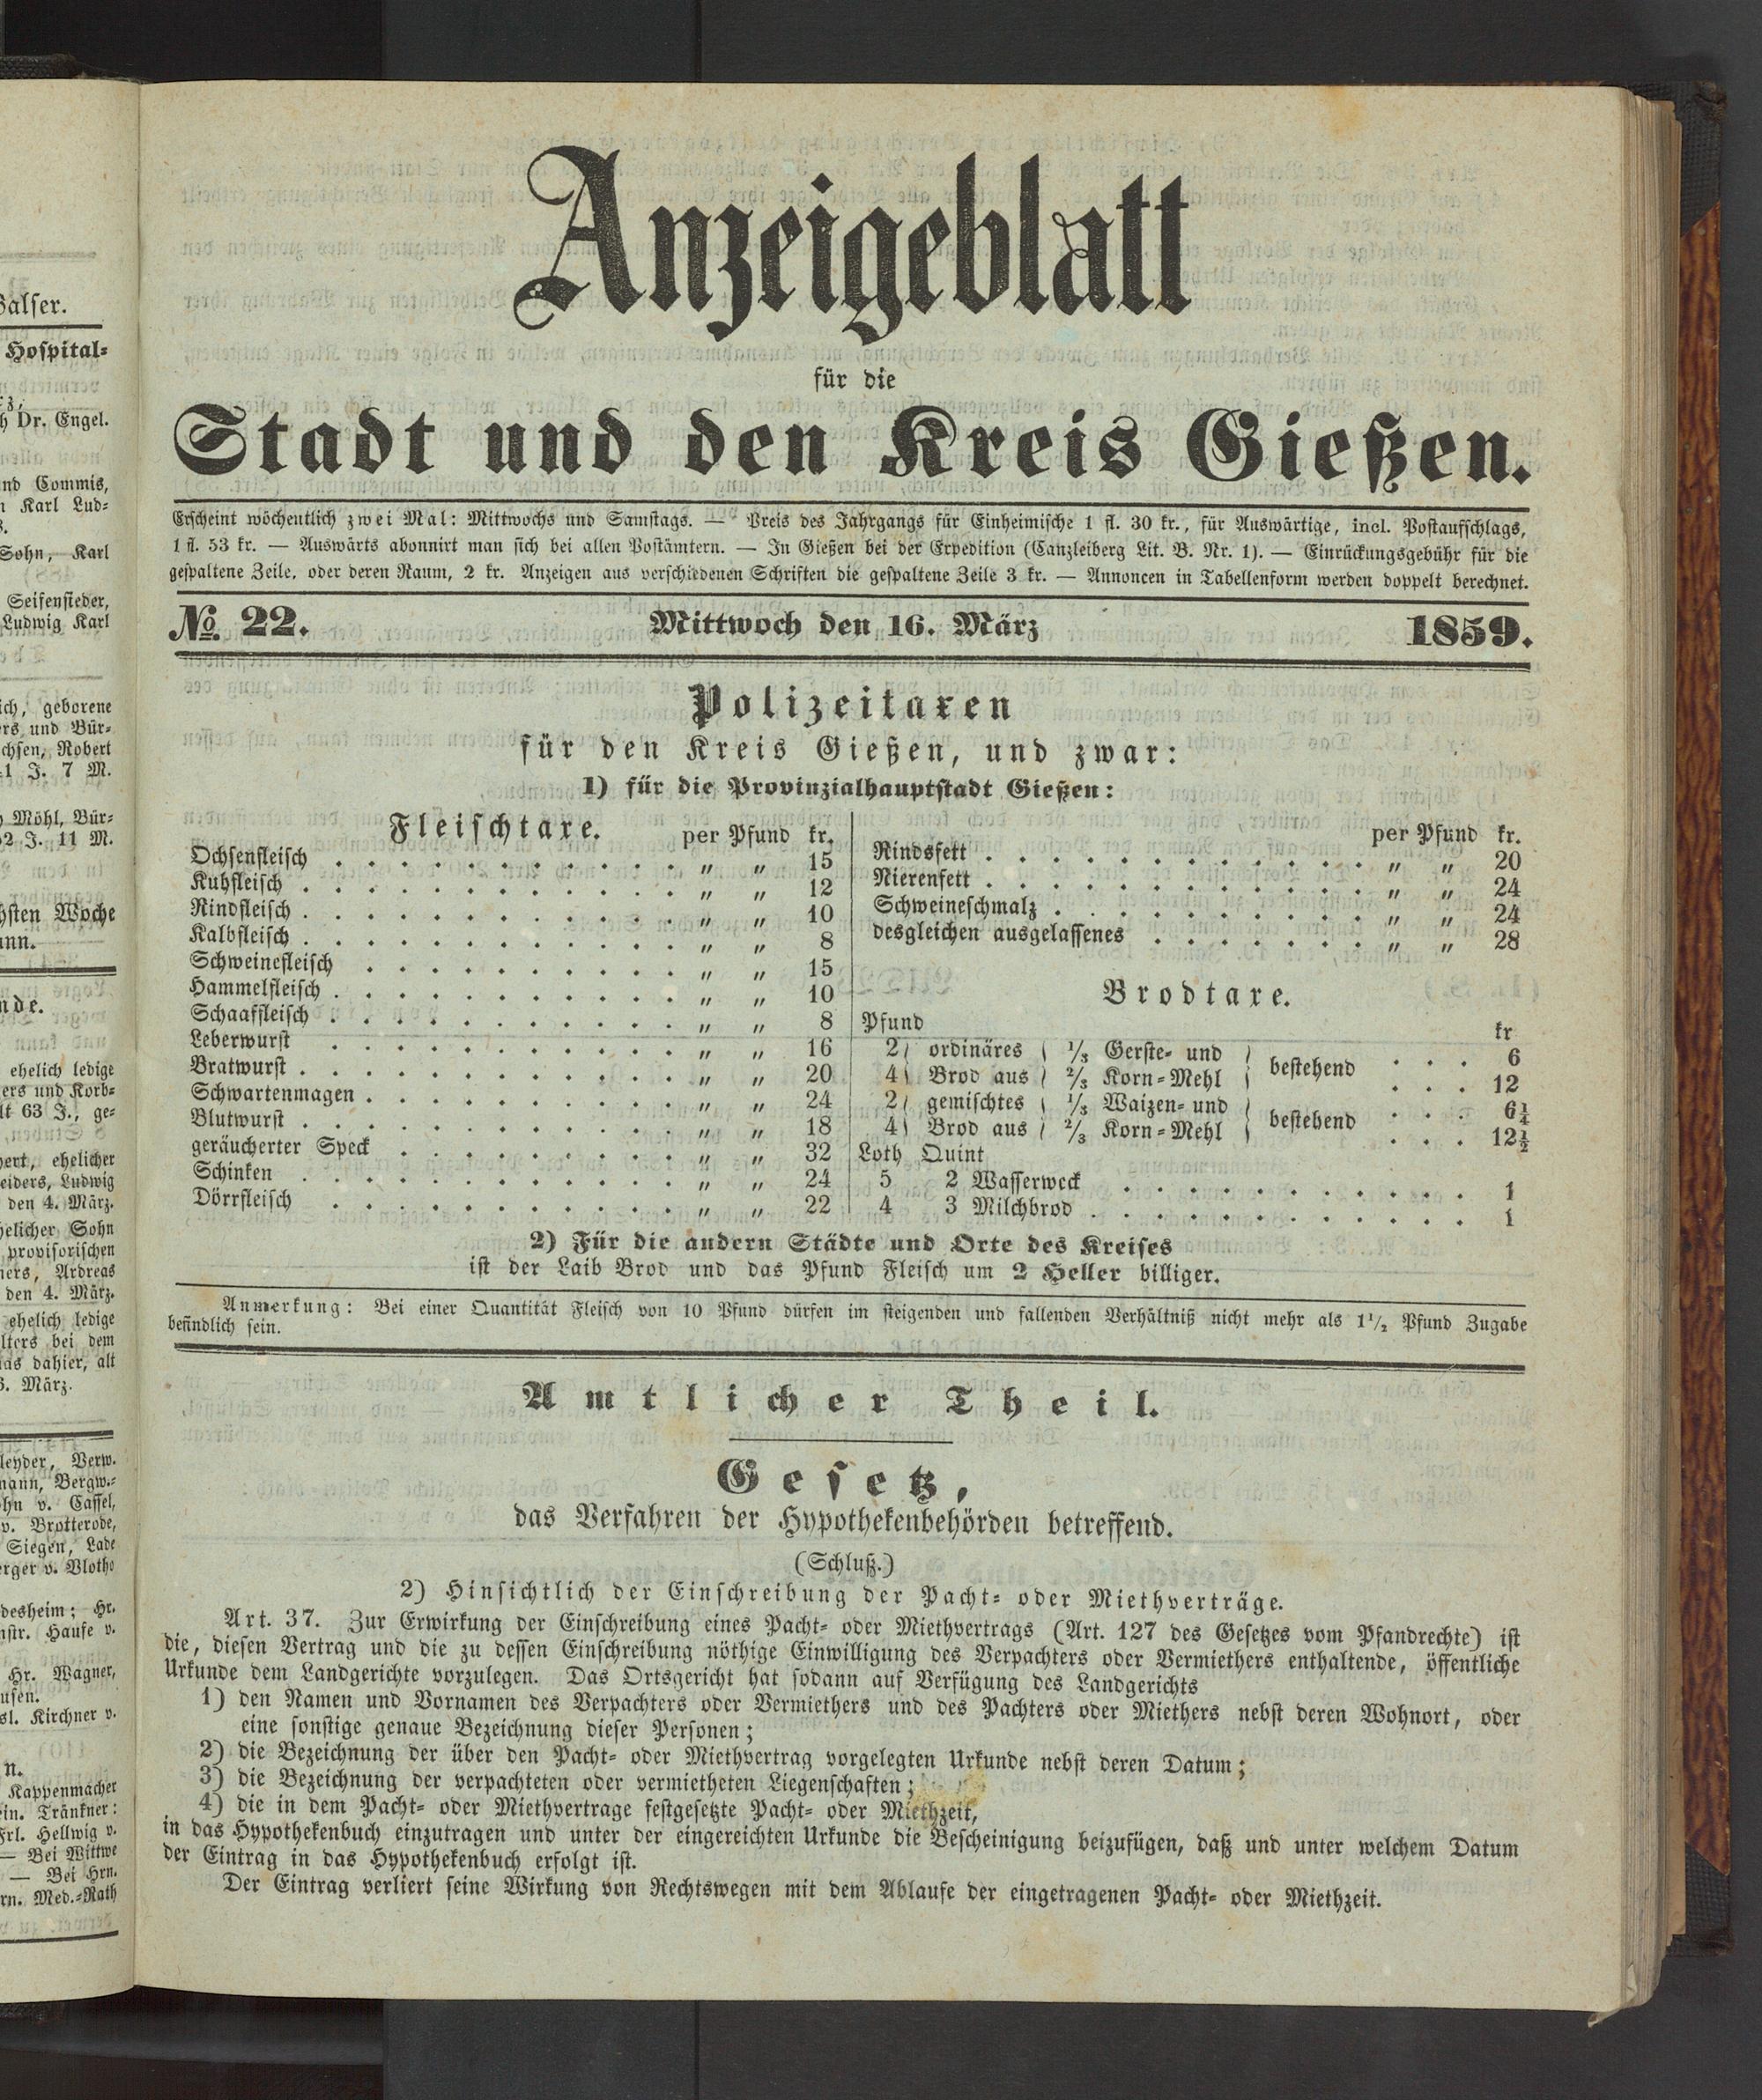 Anzeigeblatt
für die
Stadt und den Kreis Gießen.
Erscheint wöchentlich zwei Mal: Mittwochs und Samstags. — Preis des Jahrgangs für Einheimische 1 fl. 30 kr., für Auswärtige, incl. Postaufschlags,
1 fl. 53 kr. — Auswärts abonnirt man sich bei allen Postämtern. — In Gießen bei der Expedition (Canzleiberg Lit. B. Nr. 1). — Einrückungsgebühr für die
gespaltene Zeile, oder deren Raum, 2 kr. Anzeigen aus verschiedenen Schriften die gespaltene Zeile 3 kr. — Annoncen in Tabellenform werden doppelt berechnet.
No. 22. Mittwoch den 16. März 1859.
Polizeitaxen
für den Kreis Gießen, und zwar:
1) für die Provinzialhauptstadt Gießen:
Fleischtaxe. per Pfund kr.
Ochsenfleisch . . . „ „ 15
Kuhfleisch . . . „ „ 12
Rindfleisch . . . „ „ 10
Kalbfleisch . . . „ „ 8
Schweinefleisch . . . „ „ 15
Hammelfleisch . . . „ „ 10
Schaaffleisch . . . „ „ 8
Leberwurst . . . „ „ 16
Bratwurst . . . „ „ 20
Schwartenmagen . . . „ „ 24
Blutwurst . . . „ „ 18
geräucherter Speck . . . „ „ 32
Schinken . . . „ „ 24
Dörrfleisch . . . „ „ 22
per Pfund kr.
Rindsfett . . . „ „ 20
Nierenfett . . . „ „ 24
Schweineschmalz . . . „ „ 24
desgleichen ausgelassenes . . . „ „ 28
Brodtaxe.
Pfund kr
2 ordinäres 1/3 Gerste- und bestehend . . . 6
4 Brod aus 2/3 Korn-Mehl . . . 12
2 gemischtes 1/3 Waizen- und bestehend . . . 6¼
4 Brod aus 2/3 Korn-Mehl . . . 12½
Loth Quint
5 2 Wasserweck . . . 1
4 3 Milchbrod . . . 1
2) Für die andern Städte und Orte des Kreises
ist der Laib Brod und das Pfund Fleisch um 2 Heller billiger.
Anmerkung: Bei einer Quantität Fleisch von 10 Pfund dürfen im steigenden und fallenden Verhältniß nicht mehr als 1½ Pfund Zugabe
befindlich sein.
Amtlicher Theil.
Gesetz,
das Verfahren der Hypothekenbehörden betreffend.
(Schluß.)
2) Hinsichtlich der Einschreibung der Pacht- oder Miethverträge.
Art. 37. Zur Erwirkung der Einschreibung eines Pacht- oder Miethvertrags (Art. 127 des Gesetzes vom Pfandrechte) ist
die, diesen Vertrag und die zu dessen Einschreibung nöthige Einwilligung des Verpachters oder Vermiethers enthaltende, öffentliche
Urkunde dem Landgerichte vorzulegen. Das Ortsgericht hat sodann auf Verfügung des Landgerichts
1) den Namen und Vornamen des Verpachters oder Vermiethers und des Pachters oder Miethers nebst deren Wohnort, oder
eine sonstige genaue Bezeichnung dieser Personen;
2) die Bezeichnung der über den Pacht- oder Miethvertrag vorgelegten Urkunde nebst deren Datum;
3) die Bezeichnung der verpachteten oder vermietheten Liegenschaften;
4) die in dem Pacht- oder Miethvertrage festgesetzte Pacht- oder Miethzeit,
in das Hypothekenbuch einzutragen und unter der eingereichten Urkunde die Bescheinigung beizufügen, daß und unter welchem Datum
der Eintrag in das Hypothekenbuch erfolgt ist.
Der Eintrag verliert seine Wirkung von Rechtswegen mit dem Ablaufe der eingetragenen Pacht- oder Miethzeit.